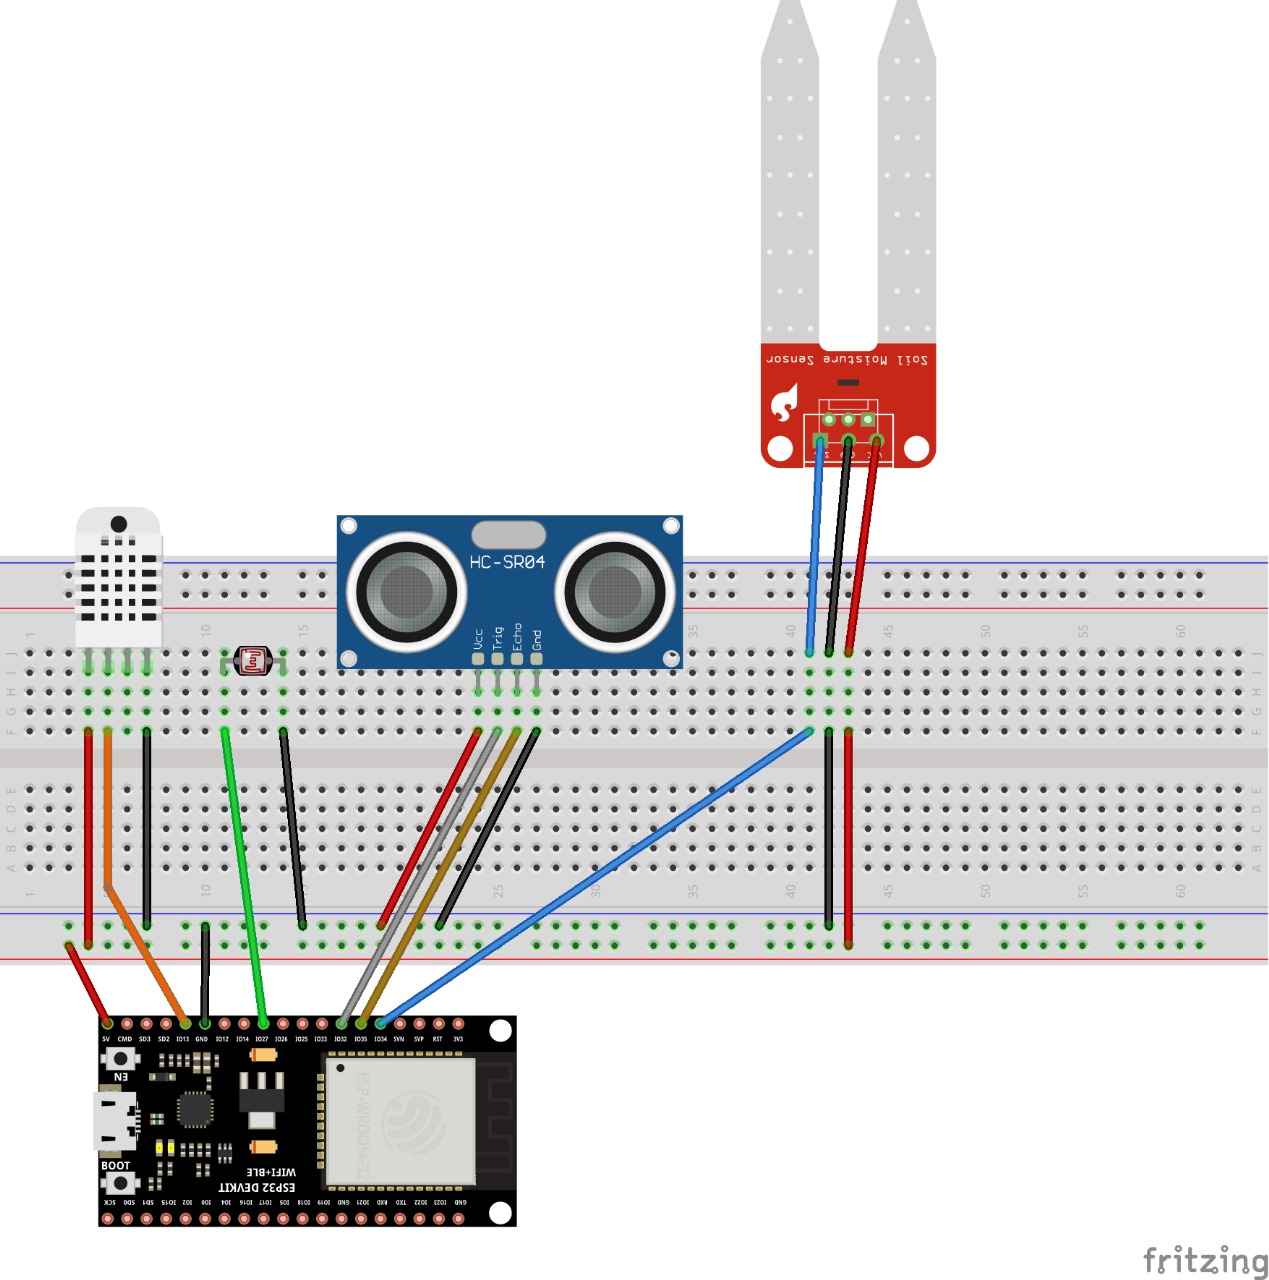 Soil Moisture Sensor
HC-SR04
Vcc
Trig
Echo
Gnd
1
10
15
35
40
45
50
55
60
J
I
H
G
F
J
I
H
G
F
E
D
C
B
A
E
D
C
B
A
1
10
25
30
35
40
45
50
55
60
5V CMD SD3 SD2 IO13 GND IO12 IO14 IO27 IO26 IO25 IO33 IO32 IO35 IO34 SVN SVP RST 3V3
EN
ESP-WROOM-32
BOOT
WIFI+BLE
ESP32 DEVKIT
SCK SD0 SD1 IO15 IO2 IO0 IO4 IO16 IO17 IO5 IO18 IO19 GND IO21 RXD TXD IO22 IO23 GND
fritzing